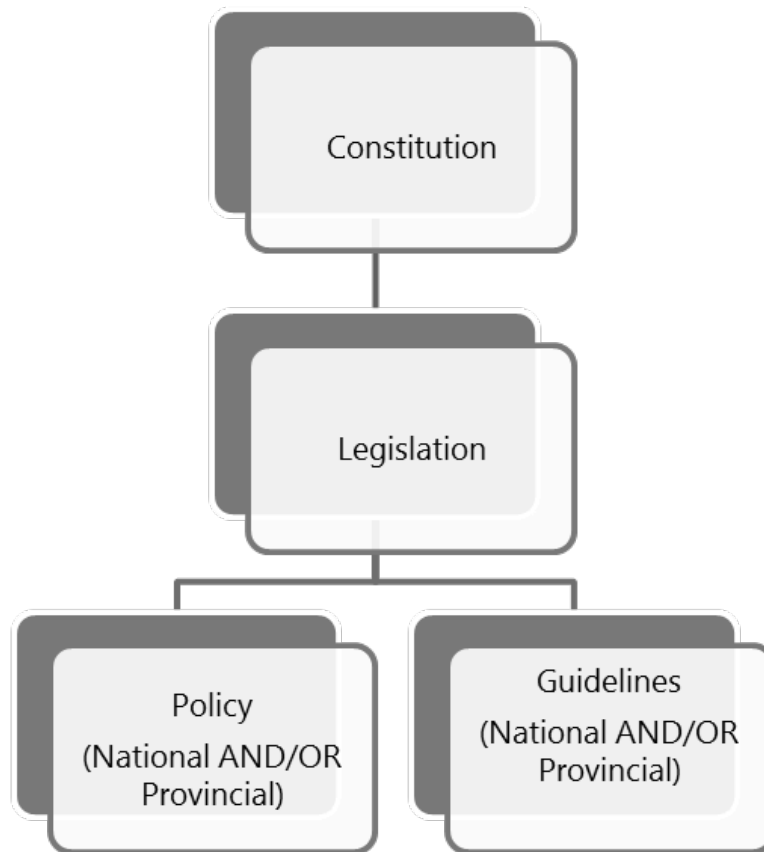 Constitution
Legislation
Policy
(National AND/OR
Provincial)
Guidelines
(National AND/OR
Provincial)